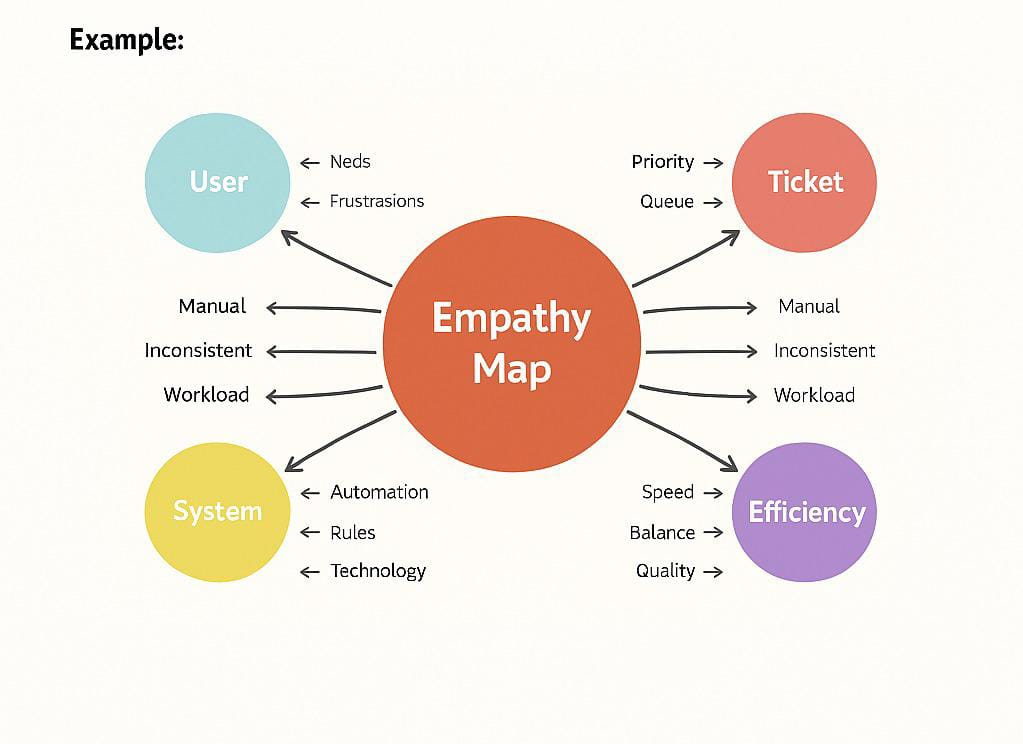 Example:
User
← Neds
← Frustrasions
Priority →
Queue →
Ticket
Empathy
Map
Manual
Inconsistent
Workload
Manual
Inconsistent
Workload
System
← Automation
← Rules
← Technology
Speed →
Balance →
Quality →
Efficiency